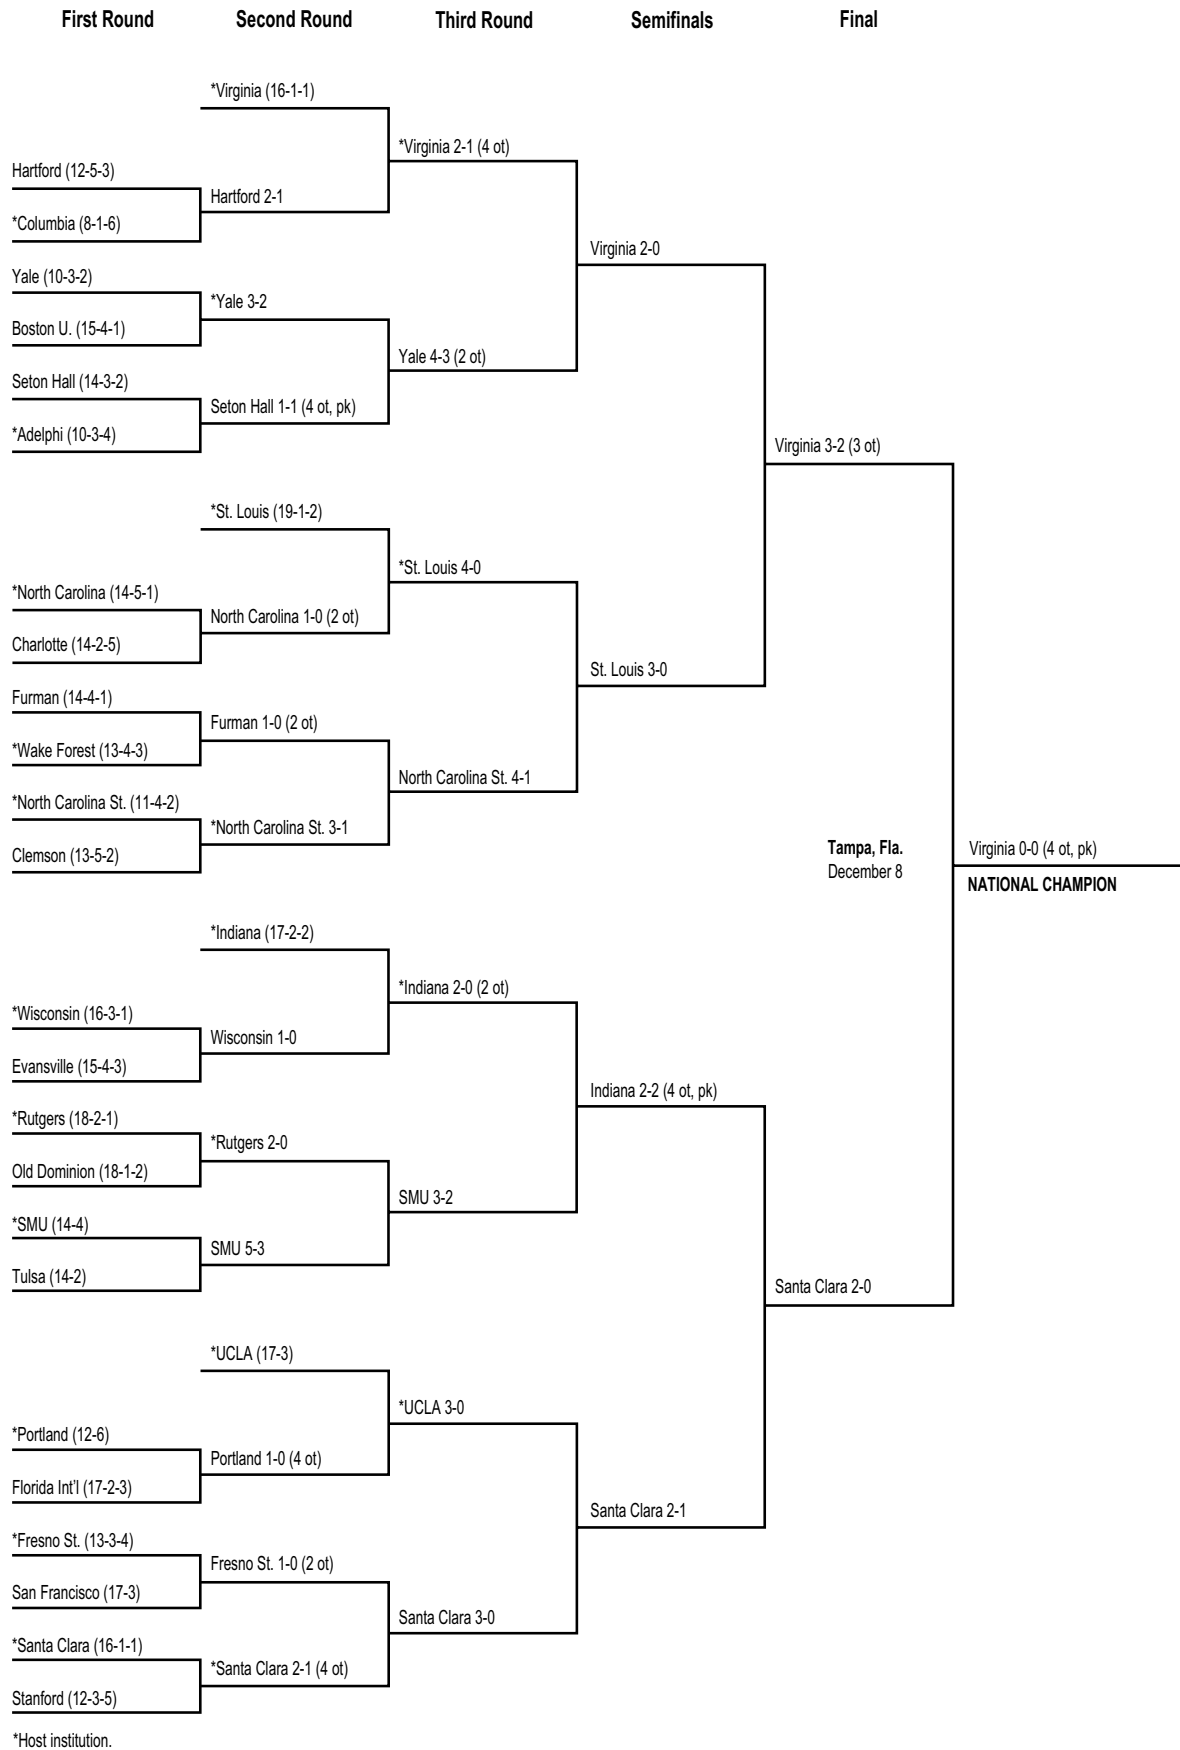 First Round
Second Round
Third Round
Semifinals
Final
*Virginia (16-1-1)
*Virginia 2-1 (4 ot)
Hartford (12-5-3)
Hartford 2-1
*Columbia (8-1-6)
Virginia 2-0
Yale (10-3-2)
*Yale 3-2
Boston U. (15-4-1)
Yale 4-3 (2 ot)
Seton Hall (14-3-2)
Seton Hall 1-1 (4 ot, pk)
*Adelphi (10-3-4)
Virginia 3-2 (3 ot)
*St. Louis (19-1-2)
*St. Louis 4-0
*North Carolina (14-5-1)
North Carolina 1-0 (2 ot)
Charlotte (14-2-5)
St. Louis 3-0
Furman (14-4-1)
Furman 1-0 (2 ot)
*Wake Forest (13-4-3)
North Carolina St. 4-1
*North Carolina St. (11-4-2)
*North Carolina St. 3-1
Clemson (13-5-2)
Tampa, Fla.
December 8
Virginia 0-0 (4 ot, pk)
NATIONAL CHAMPION
*Indiana (17-2-2)
*Indiana 2-0 (2 ot)
*Wisconsin (16-3-1)
Wisconsin 1-0
Evansville (15-4-3)
Indiana 2-2 (4 ot, pk)
*Rutgers (18-2-1)
*Rutgers 2-0
Old Dominion (18-1-2)
SMU 3-2
*SMU (14-4)
SMU 5-3
Tulsa (14-2)
Santa Clara 2-0
*UCLA (17-3)
*UCLA 3-0
*Portland (12-6)
Portland 1-0 (4 ot)
Florida Int'l (17-2-3)
Santa Clara 2-1
*Fresno St. (13-3-4)
Fresno St. 1-0 (2 ot)
San Francisco (17-3)
Santa Clara 3-0
*Santa Clara (16-1-1)
*Santa Clara 2-1 (4 ot)
Stanford (12-3-5)
*Host institution.